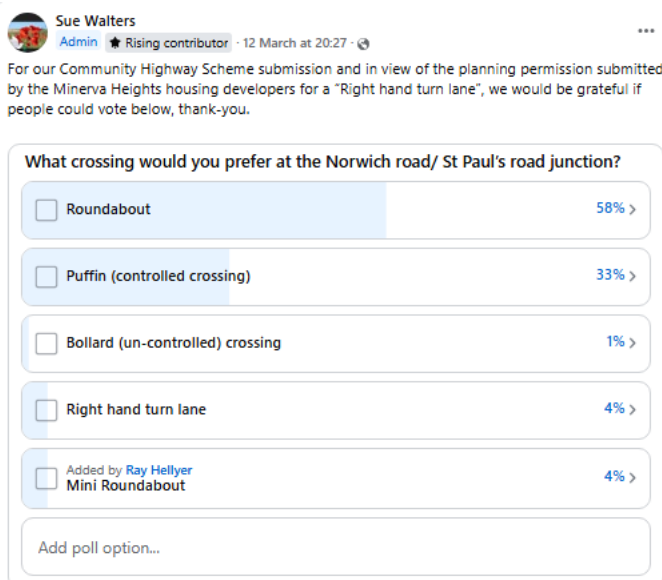 Sue Walters
Admin Rising contributor · 12 March at 20:27 ·
For our Community Highway Scheme submission and in view of the planning permission submitted
by the Minerva Heights housing developers for a “Right hand turn lane”, we would be grateful if
people could vote below, thank-you.
What crossing would you prefer at the Norwich road/ St Paul's road junction?
Roundabout 58%
Puffin (controlled crossing) 33%
Bollard (un-controlled) crossing 1%
Right hand turn lane 4%
Added by Ray Hellyer
Mini Roundabout 4%
Add poll option...